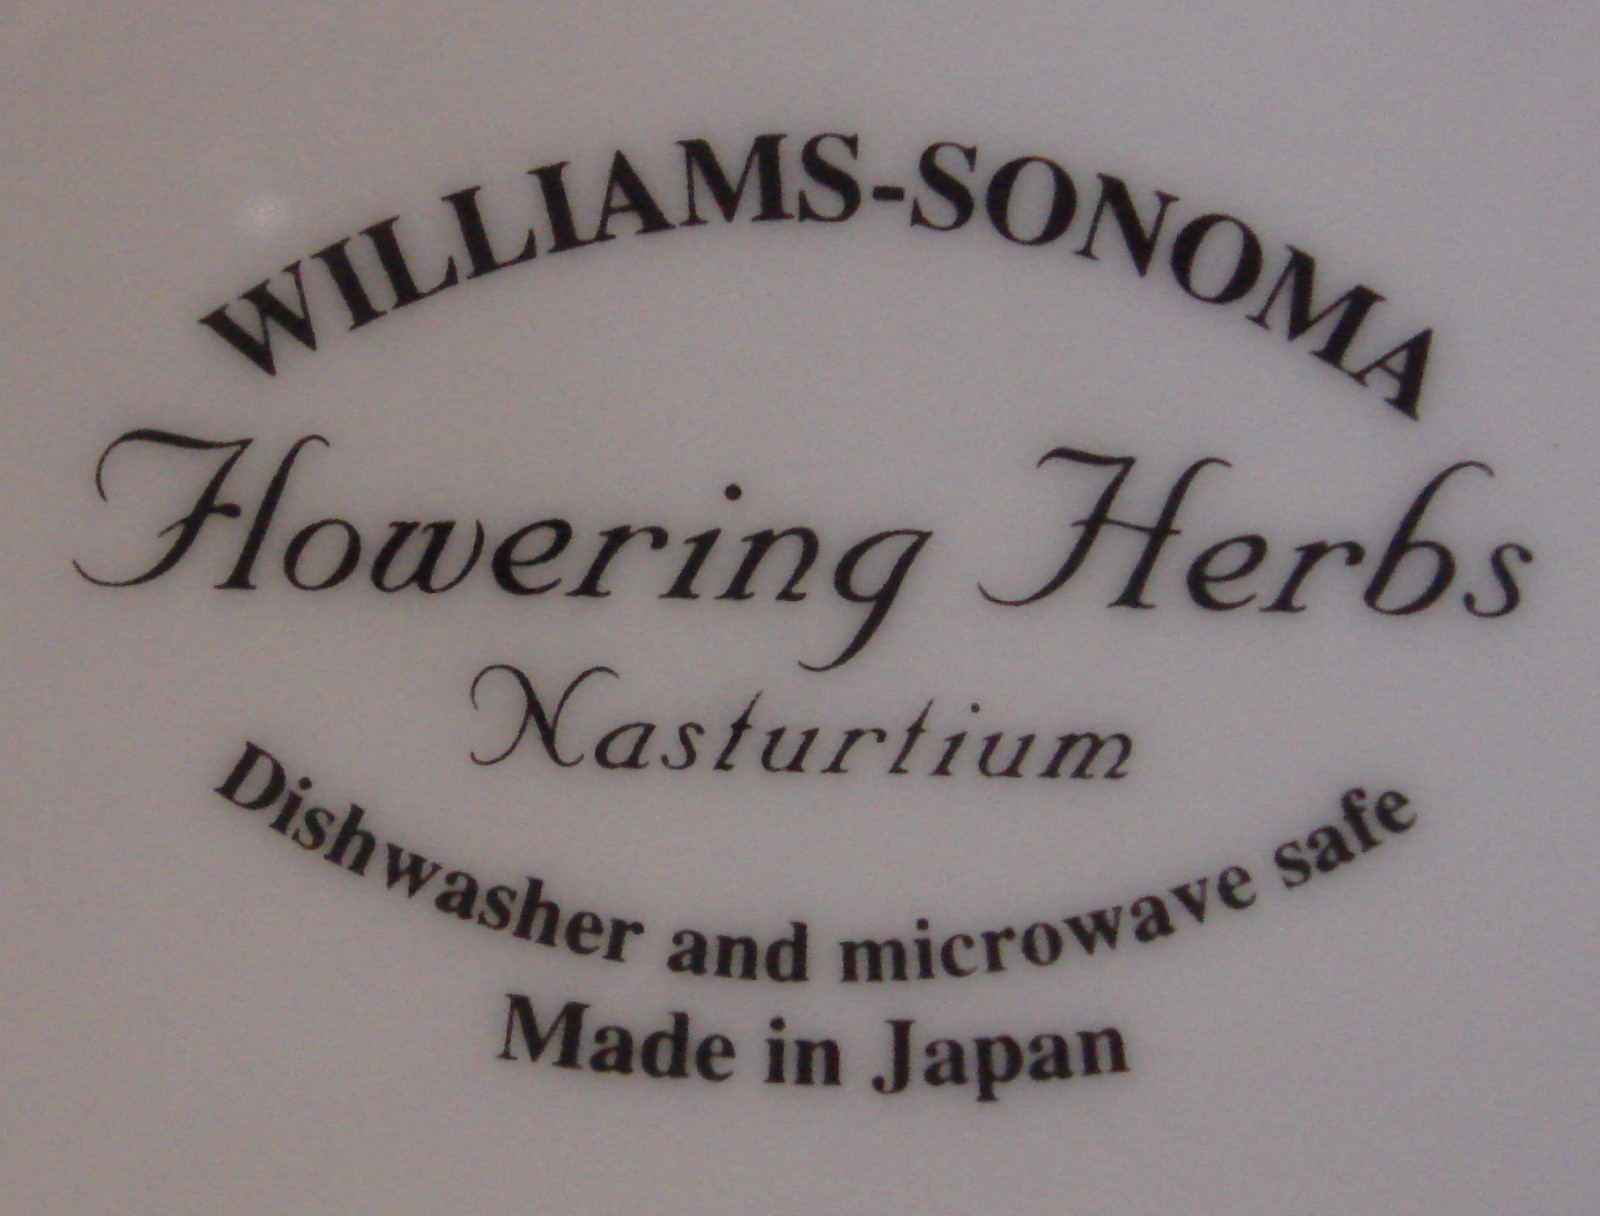 WILLIAMS-SONOMA
Flowering Herbs
Nasturtium
Dishwasher and microwave safe
Made in Japan